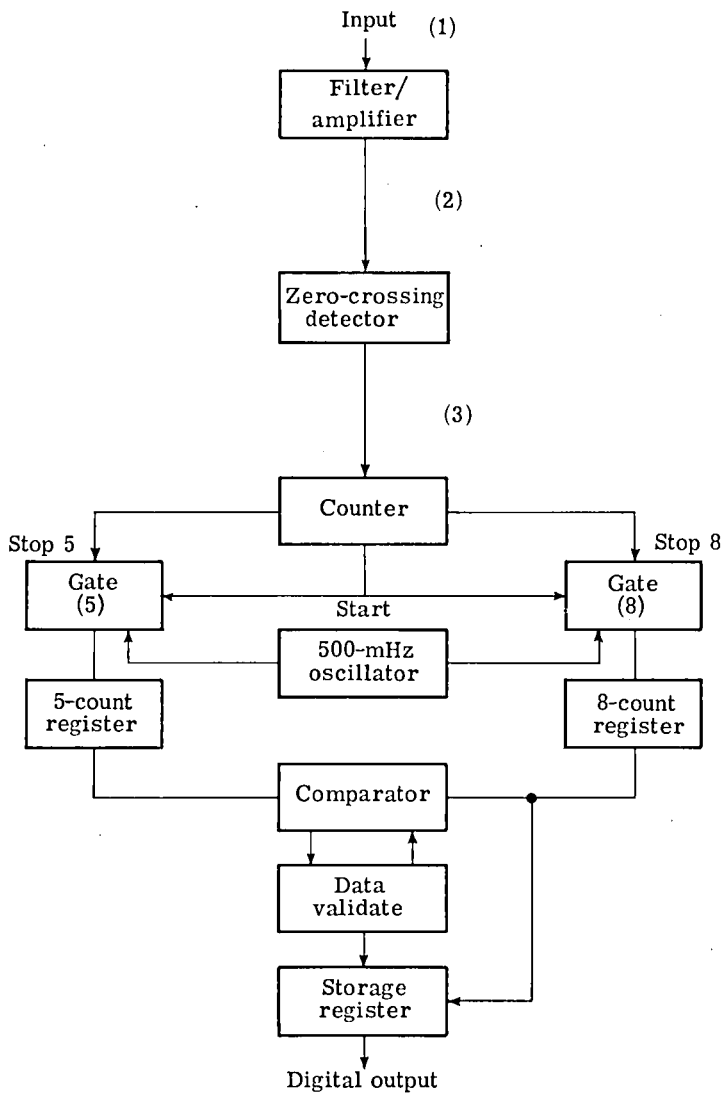 Input
(1)
Filter/
amplifier
(2)
Zero-crossing
detector
(3)
Counter
Stop 5
Stop 8
Gate
(5)
Gate
(8)
Start
500-mHz
oscillator
5-count
register
8-count
register
Comparator
Data
validate
Storage
register
Digital output